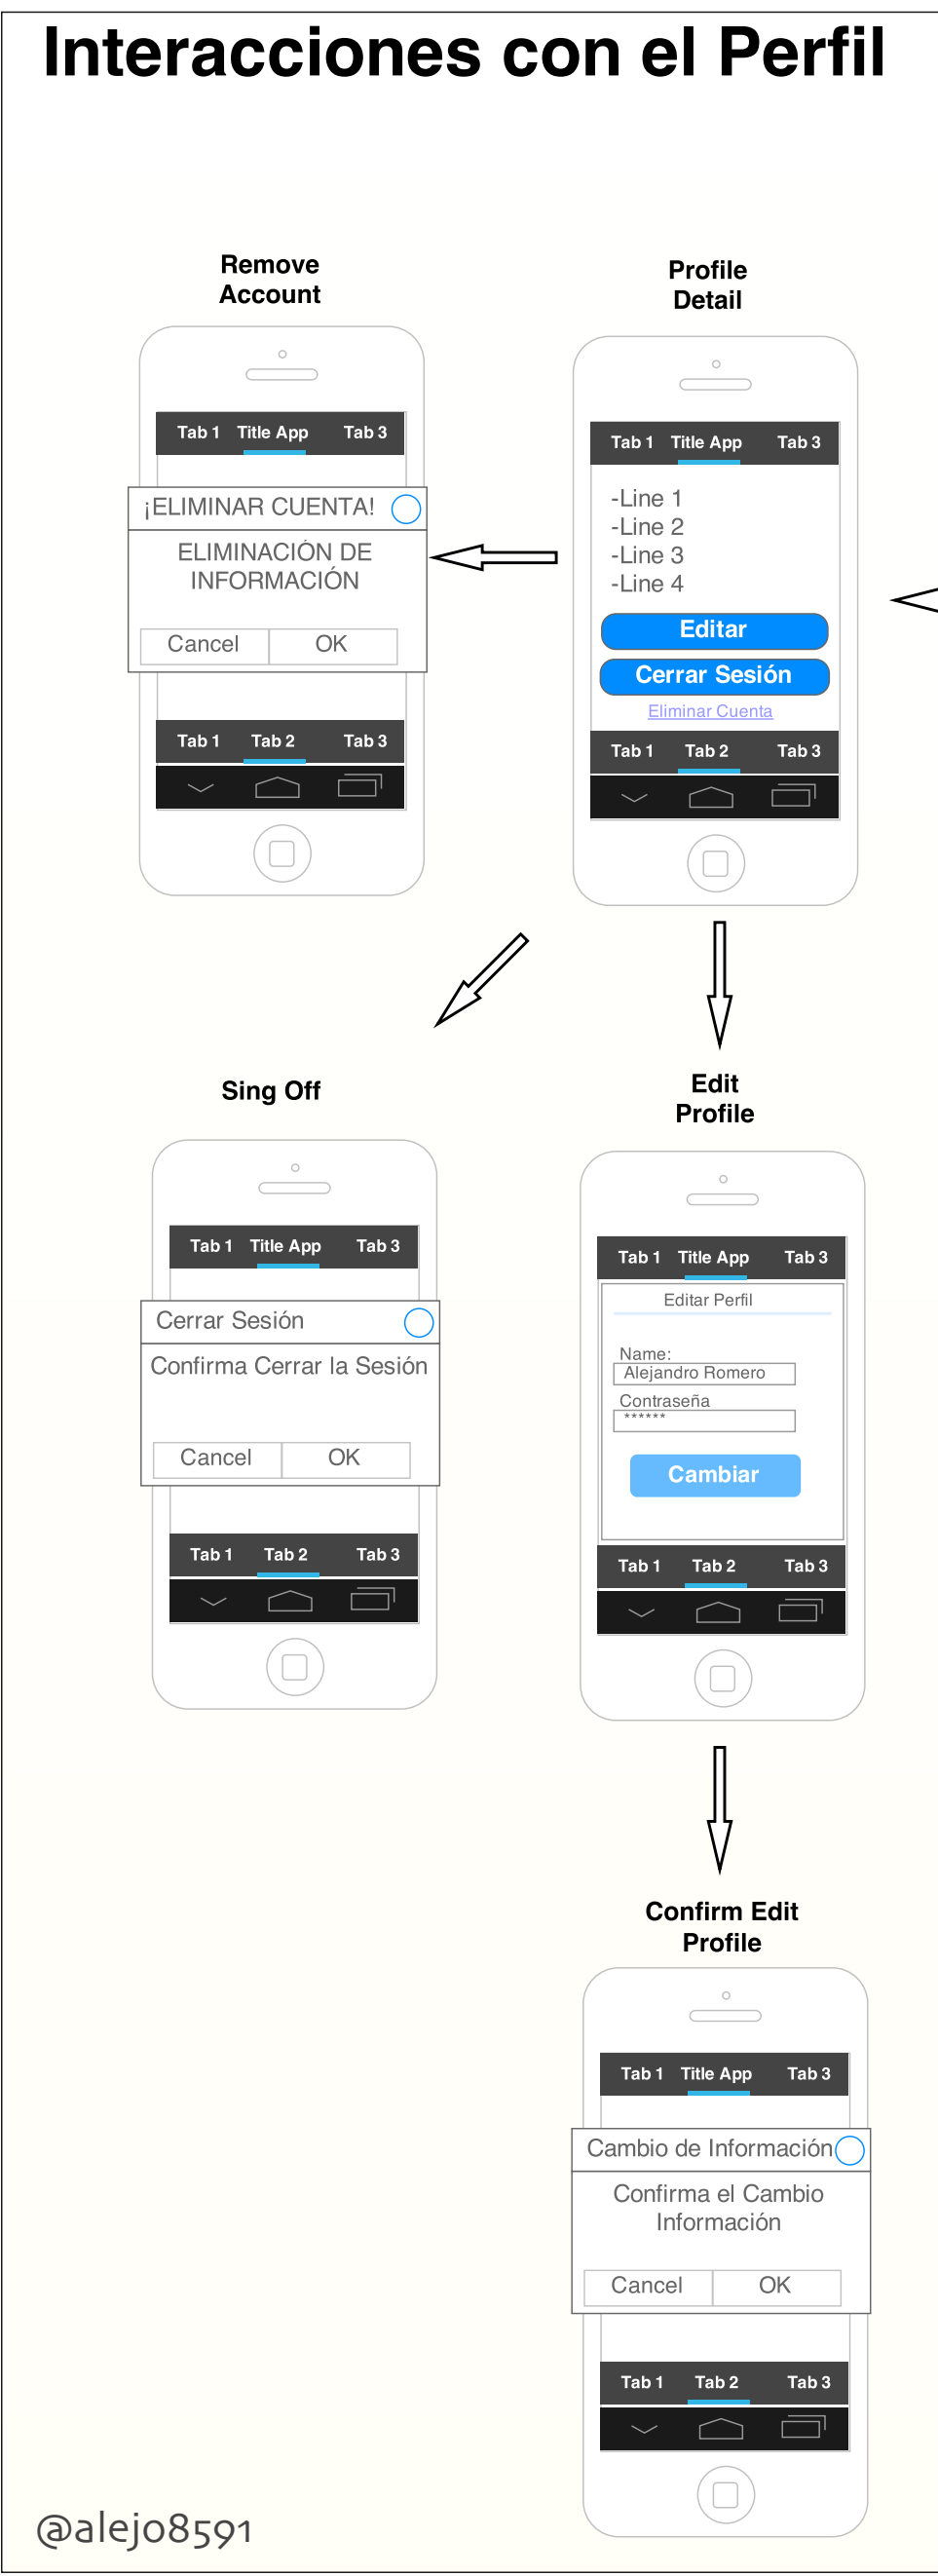 Interacciones con el Perfil
Remove
Account
Tab 1 Title App Tab 3
¡ELIMINAR CUENTA!
ELIMINACIÓN DE
INFORMACIÓN
Cancel OK
Tab 1 Tab 2 Tab 3
Profile
Detail
Tab 1 Title App Tab 3
-Line 1
-Line 2
-Line 3
-Line 4
Editar
Cerrar Sesión
Eliminar Cuenta
Tab 1 Tab 2 Tab 3
Sing Off
Tab 1 Title App Tab 3
Cerrar Sesión
Confirma Cerrar la Sesión
Cancel OK
Tab 1 Tab 2 Tab 3
Edit
Profile
Tab 1 Title App Tab 3
Editar Perfil
Name:
Alejandro Romero
Contraseña
******
Cambiar
Tab 1 Tab 2 Tab 3
Confirm Edit
Profile
Tab 1 Title App Tab 3
Cambio de Información
Confirma el Cambio
Información
Cancel OK
Tab 1 Tab 2 Tab 3
@alejo8591